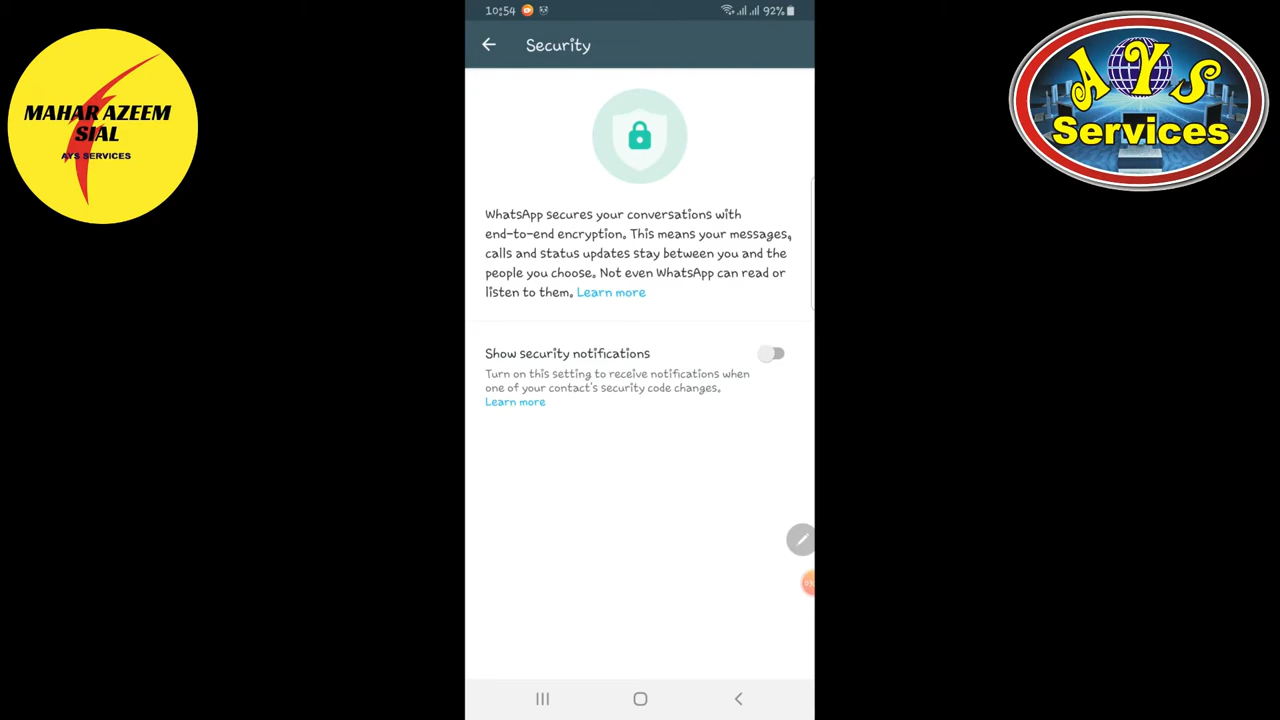 10:54
92%
Security
MAHAR AZEEM
SIAL
AYS SERVICES
AYS
Services
WhatsApp secures your conversations with
end-to-end encryption. This means your messages,
calls and status updates stay between you and the
people you choose. Not even WhatsApp can read or
listen to them. Learn more
Show security notifications
Turn on this setting to receive notifications when
one of your contact's security code changes.
Learn more